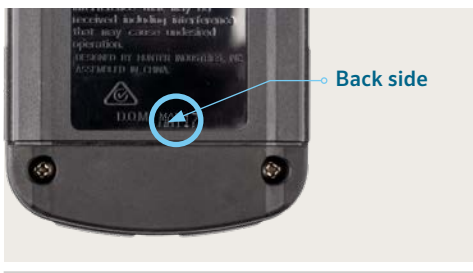 received including interference
that may cause undesired
operation.
DESIGNED BY HUNTER INDUSTRIES, INC.
ASSEMBLED IN CHINA.
Back side
D.O.M.